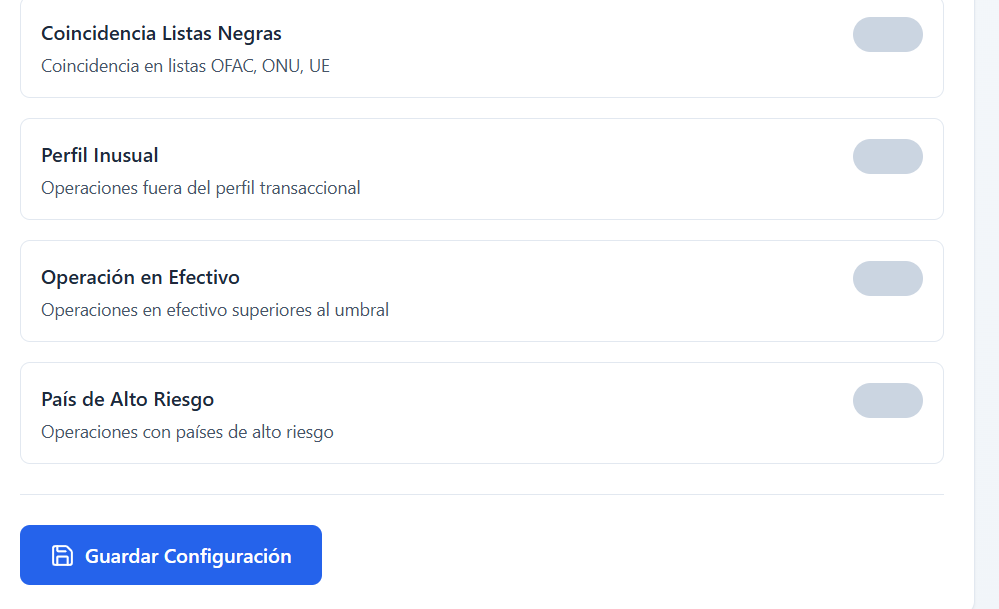 Coincidencia Listas Negras
Coincidencia en listas OFAC, ONU, UE
Perfil Inusual
Operaciones fuera del perfil transaccional
Operación en Efectivo
Operaciones en efectivo superiores al umbral
País de Alto Riesgo
Operaciones con países de alto riesgo
Guardar Configuración